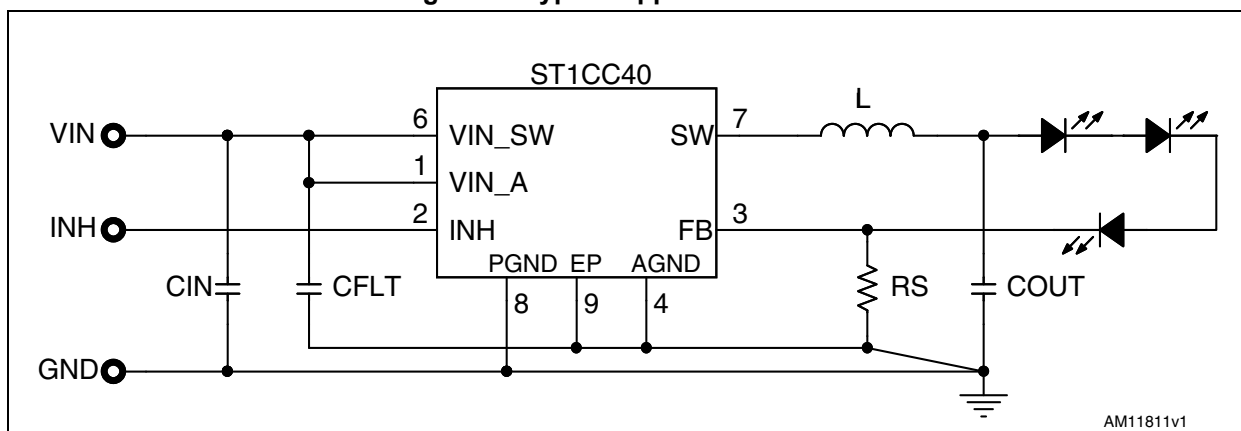 ST1CC40
L
VIN
6
VIN_SW
SW
7
1
VIN_A
INH
2
INH
FB
3
PGND EP AGND
CIN
CFLT
8
9
4
RS
COUT
GND
AM11811v1